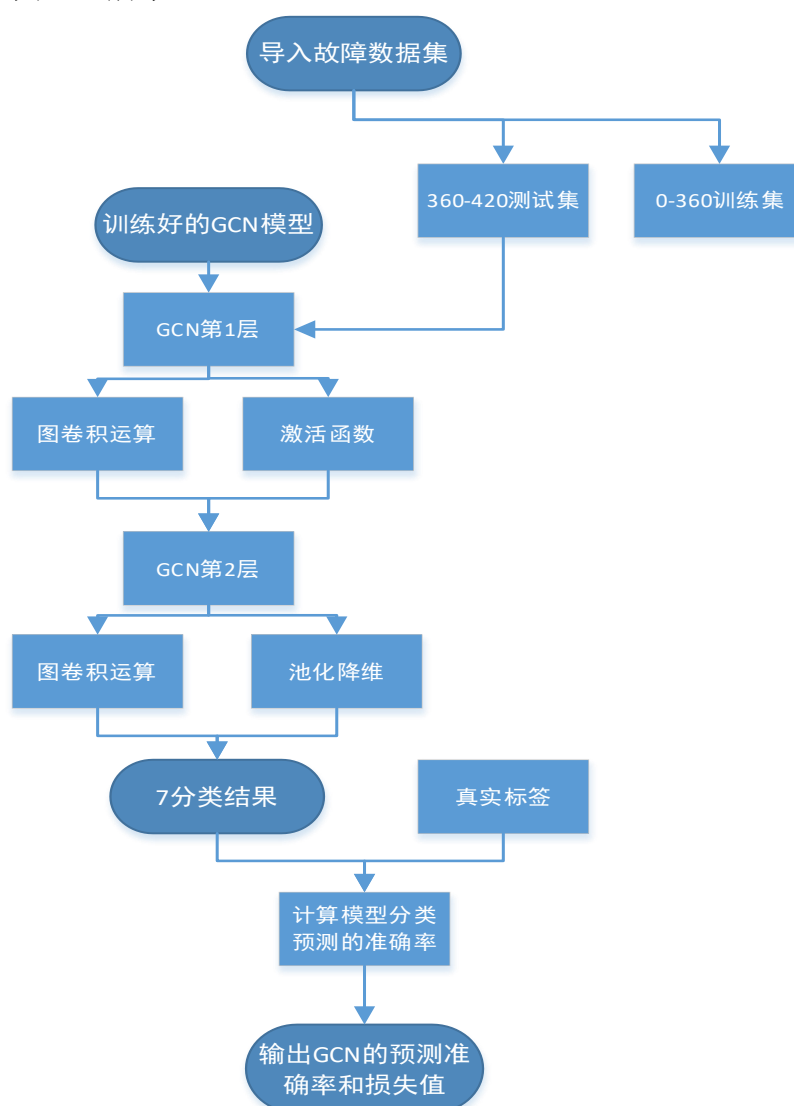 导入故障数据集
360-420测试集
0-360训练集
训练好的GCN模型
GCN第1层
图卷积运算
激活函数
GCN第2层
图卷积运算
池化降维
7分类结果
真实标签
计算模型分类
预测的准确率
输出GCN的预测准
确率和损失值